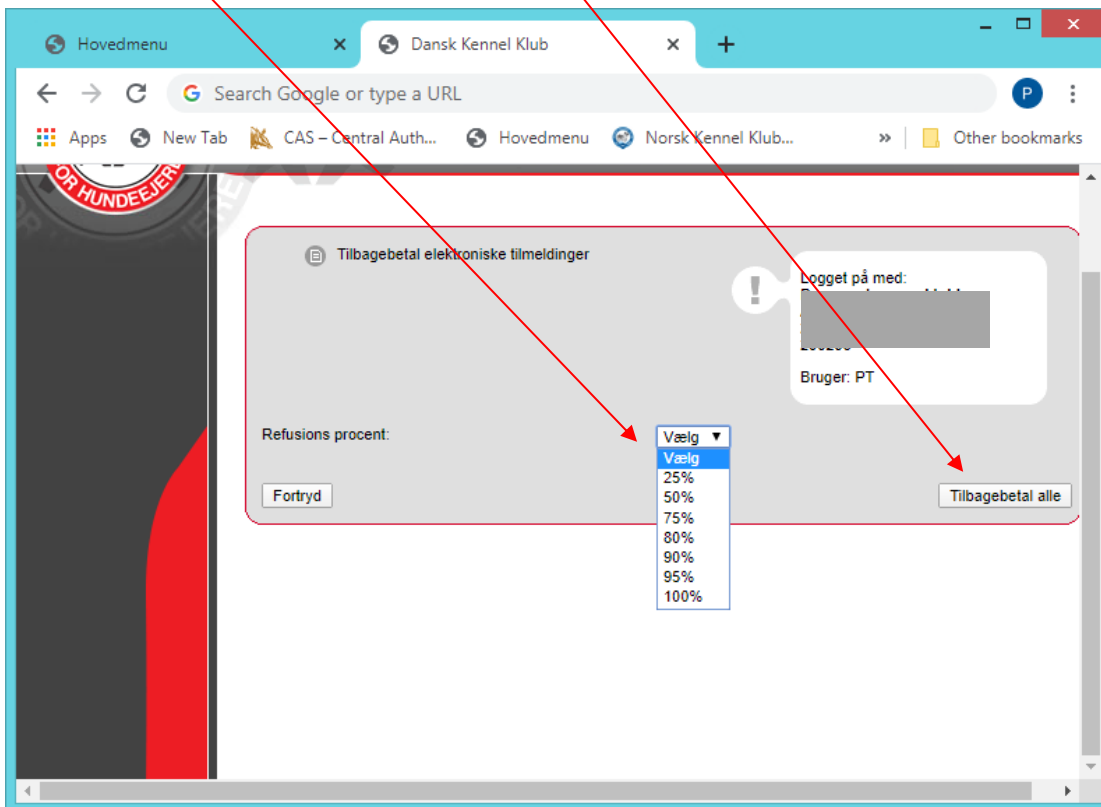 Hovedmenu
Dansk Kennel Klub
Search Google or type a URL
P
Apps
New Tab
CAS – Central Auth...
Hovedmenu
Norsk Kennel Klub...
»
Other bookmarks
OR HUNDEEJERE
Tilbagebetal elektroniske tilmeldinger
!
Logget på med:
Bruger: PT
Refusions procent:
Vælg
Vælg
25%
50%
75%
80%
90%
95%
100%
Fortryd
Tilbagebetal alle